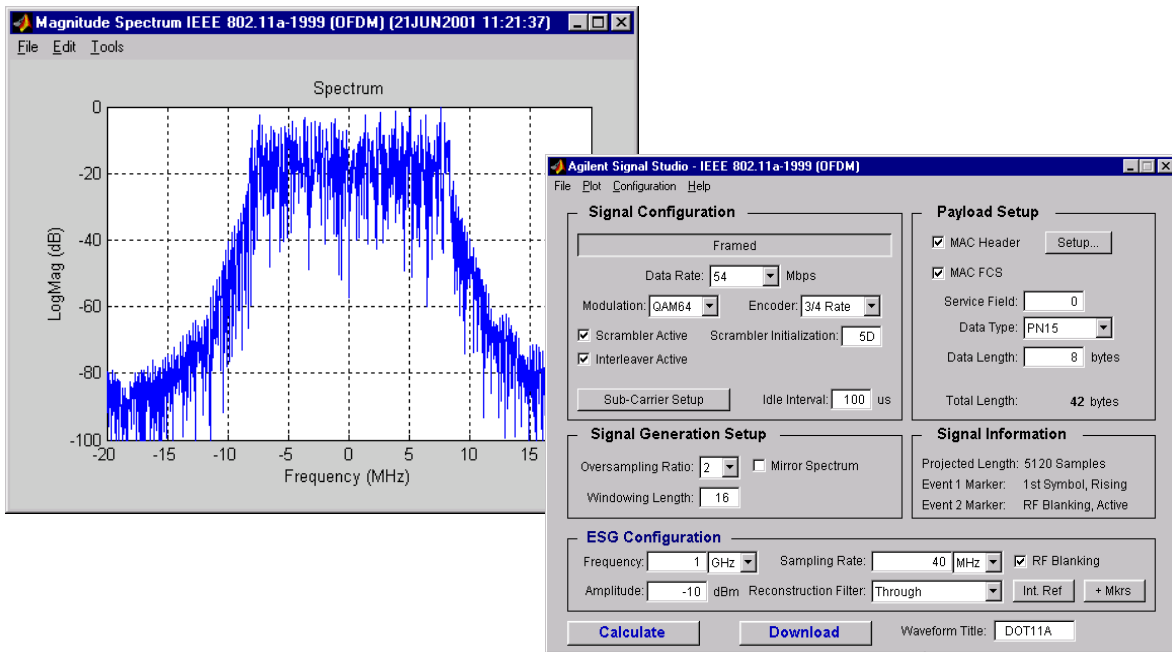 Magnitude Spectrum IEEE 802.11a-1999 (OFDM) (21JUN2001 11:21:37)
File Edit Tools
Spectrum
LogMag (dB)
0
-20
-40
-60
-80
-100
-20 -15 -10 -5 0 5 10 15
Frequency (MHz)
Agilent Signal Studio - IEEE 802.11a-1999 (OFDM)
File Plot Configuration Help
Signal Configuration
Framed
Data Rate: 54 Mbps
Modulation: QAM64 Encoder: 3/4 Rate
Scrambler Active Scrambler Initialization: 5D
Interleaver Active
Sub-Carrier Setup Idle Interval: 100 us
Payload Setup
MAC Header Setup...
MAC FCS
Service Field: 0
Data Type: PN15
Data Length: 8 bytes
Total Length: 42 bytes
Signal Generation Setup
Oversampling Ratio: 2 Mirror Spectrum
Windowing Length: 16
Signal Information
Projected Length: 5120 Samples
Event 1 Marker: 1st Symbol, Rising
Event 2 Marker: RF Blanking, Active
ESG Configuration
Frequency: 1 GHz Sampling Rate: 40 MHz RF Blanking
Amplitude: -10 dBm Reconstruction Filter: Through Int. Ref + Mkrs
Calculate Download Waveform Title: DOT11A